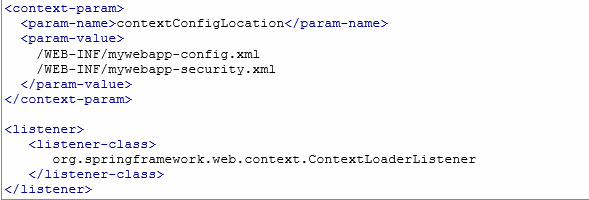 <context-param>
  <param-name>contextConfigLocation</param-name>
  <param-value>
    /WEB-INF/mywebapp-config.xml
    /WEB-INF/mywebapp-security.xml
  </param-value>
</context-param>

<listener>
   <listener-class>
      org.springframework.web.context.ContextLoaderListener
   </listener-class>
</listener>